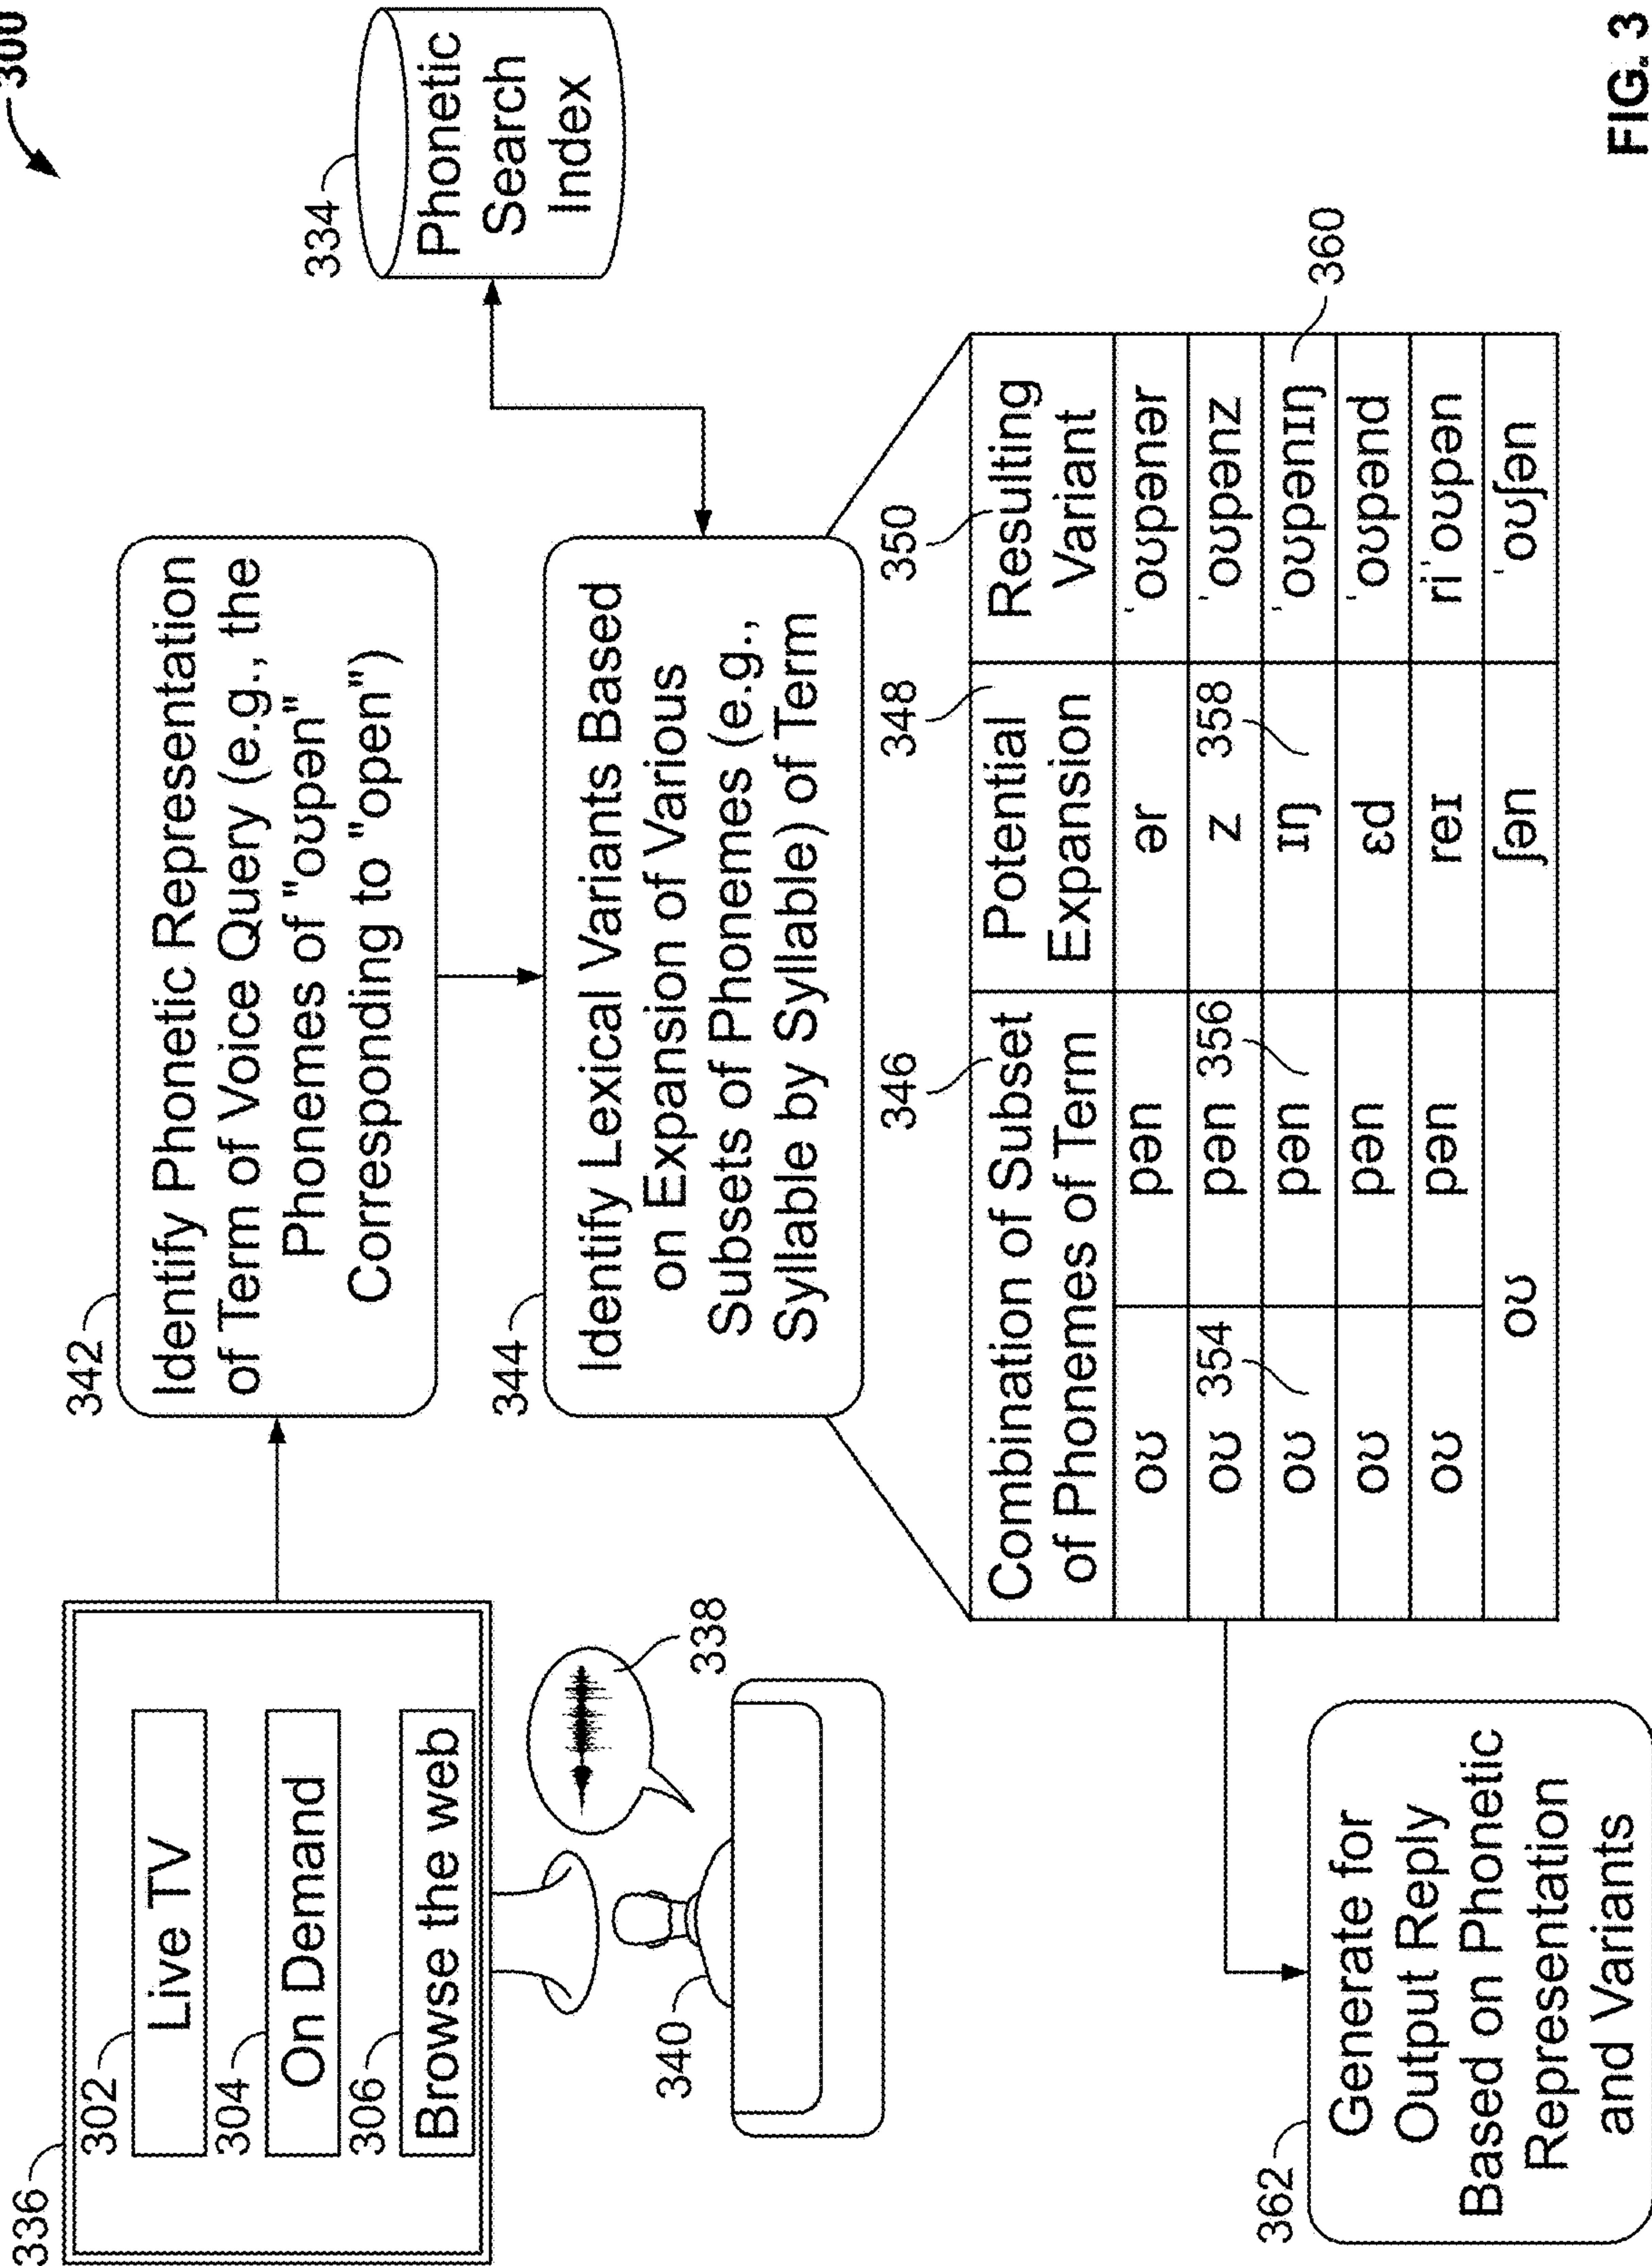 300
336
302
Live TV
304
On Demand
306
Browse the web
338
340
342
Identify Phonetic Representation
of Term of Voice Query (e.g., the
Phonemes of "oʊpən"
Corresponding to "open")
334
Phonetic
Search
Index
344
Identify Lexical Variants Based
on Expansion of Various
Subsets of Phonemes (e.g.,
Syllable by Syllable) of Term
346
348
350
Combination of Subset
of Phonemes of Term
Potential
Expansion
Resulting
Variant
oʊ pən ər ˈoʊpənər
oʊ 354 pən 356 z 358 ˈoʊpənz
oʊ pən ɪŋ ˈoʊpənɪŋ 360
oʊ pən ɛd ˈoʊpənd
oʊ pən reɪ riˈoʊpən
oʊ ʃən ˈoʊʃən
362
Generate for
Output Reply
Based on Phonetic
Representation
and Variants
FIG. 3